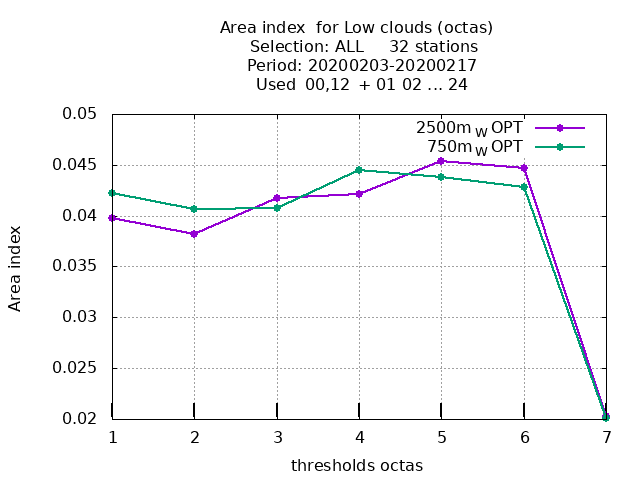 Area index  for Low clouds (octas)
Selection: ALL     32 stations
Period: 20200203-20200217
Used  00,12  + 01 02 ... 24
2500m W OPT
750m W OPT
0.05
0.045
0.04
0.035
0.03
0.025
0.02
Area index
1 2 3 4 5 6 7
thresholds octas